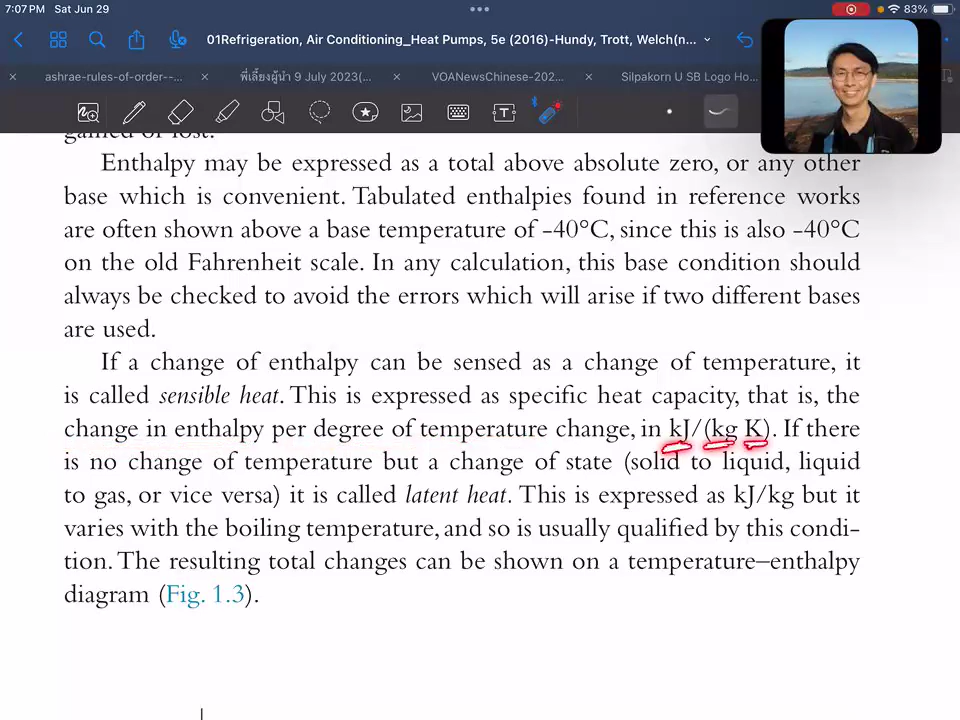 7:07 PM Sat Jun 29
83%
01Refrigeration, Air Conditioning_Heat Pumps, 5e (2016)-Hundy, Trott, Welch(n...
ashrae-rules-of-order--...
พี่เลี้ยงผู้นำ 9 July 2023(...
VOANewsChinese-202...
Silpakorn U SB Logo Ho...
T
gained or lost.
Enthalpy may be expressed as a total above absolute zero, or any other
base which is convenient. Tabulated enthalpies found in reference works
are often shown above a base temperature of -40°C, since this is also -40°C
on the old Fahrenheit scale. In any calculation, this base condition should
always be checked to avoid the errors which will arise if two different bases
are used.
If a change of enthalpy can be sensed as a change of temperature, it
is called sensible heat. This is expressed as specific heat capacity, that is, the
change in enthalpy per degree of temperature change, in kJ/(kg K). If there
is no change of temperature but a change of state (solid to liquid, liquid
to gas, or vice versa) it is called latent heat. This is expressed as kJ/kg but it
varies with the boiling temperature, and so is usually qualified by this condi-
tion. The resulting total changes can be shown on a temperature–enthalpy
diagram (Fig. 1.3).